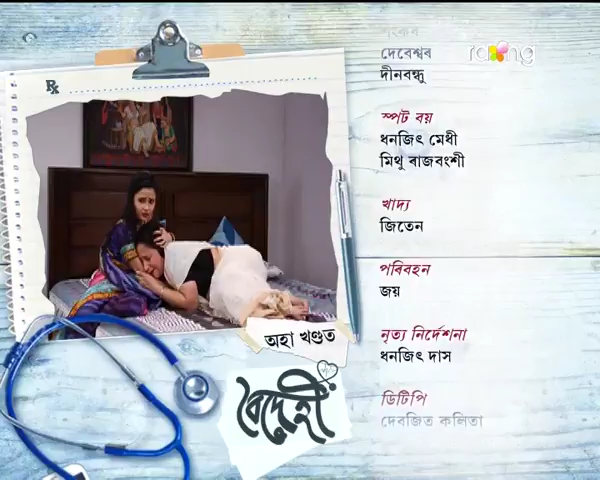 দেবেশ্বৰ
দীনবন্ধু
স্পট বয়
ধনজিৎ মেধী
মিথু ৰাজবংশী
খাদ্য
জিতেন
পৰিবহন
জয়
নৃত্য নিৰ্দেশনা
ধনজিৎ দাস
ডিটিপি
দেবজিত কলিতা
rang
Rx
অহা খণ্ডত
বৈদেহী